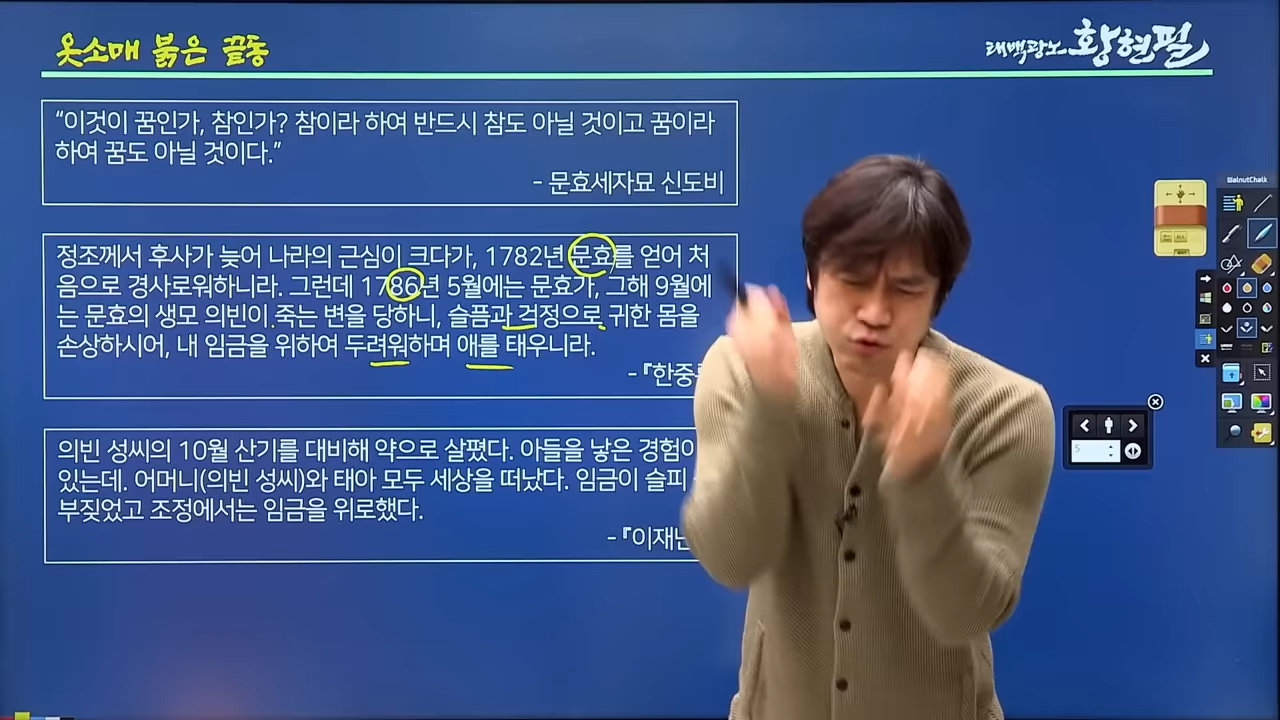 옷소매 붉은 끝동
태백광노 황현필
“이것이 꿈인가, 참인가? 참이라 하여 반드시 참도 아닐 것이고 꿈이라
하여 꿈도 아닐 것이다.”
- 문효세자묘 신도비
정조께서 후사가 늦어 나라의 근심이 크다가, 1782년 문효를 얻어 처
음으로 경사로워하니라. 그런데 1786년 5월에는 문효가, 그해 9월에
는 문효의 생모 의빈이 죽는 변을 당하니, 슬픔과 걱정으로 귀한 몸을
손상하시어, 내 임금을 위하여 두려워하며 애를 태우니라.
- 『한중
의빈 성씨의 10월 산기를 대비해 약으로 살폈다. 아들을 낳은 경험이
있는데. 어머니(의빈 성씨)와 태아 모두 세상을 떠났다. 임금이 슬피
부짖었고 조정에서는 임금을 위로했다.
- 『이재난
WalnutChalk
5